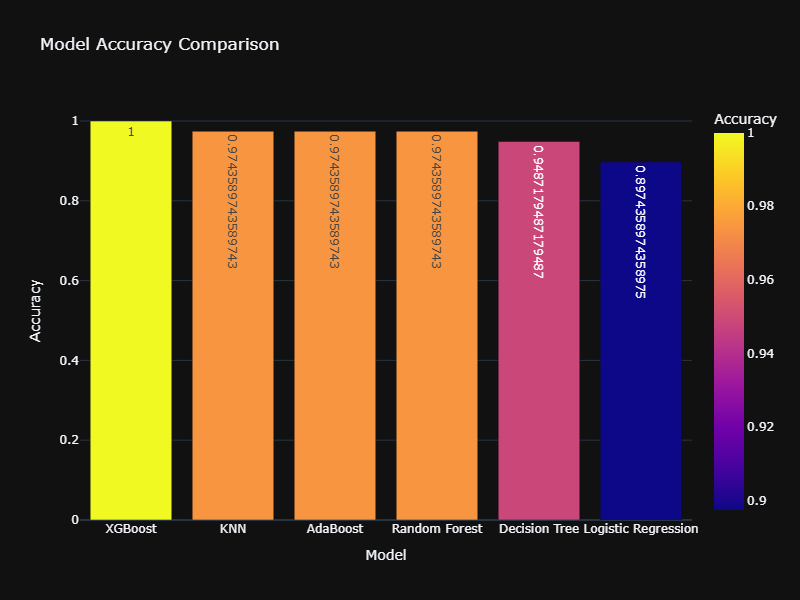 Model Accuracy Comparison
Accuracy
1
0.98
0.96
0.94
0.92
0.9
1
0.8
0.6
0.4
0.2
0
Accuracy
1
0.9743589743589743
0.9743589743589743
0.9743589743589743
0.9487179487179487
0.8974358974358975
XGBoost
KNN
AdaBoost
Random Forest
Decision Tree
Logistic Regression
Model